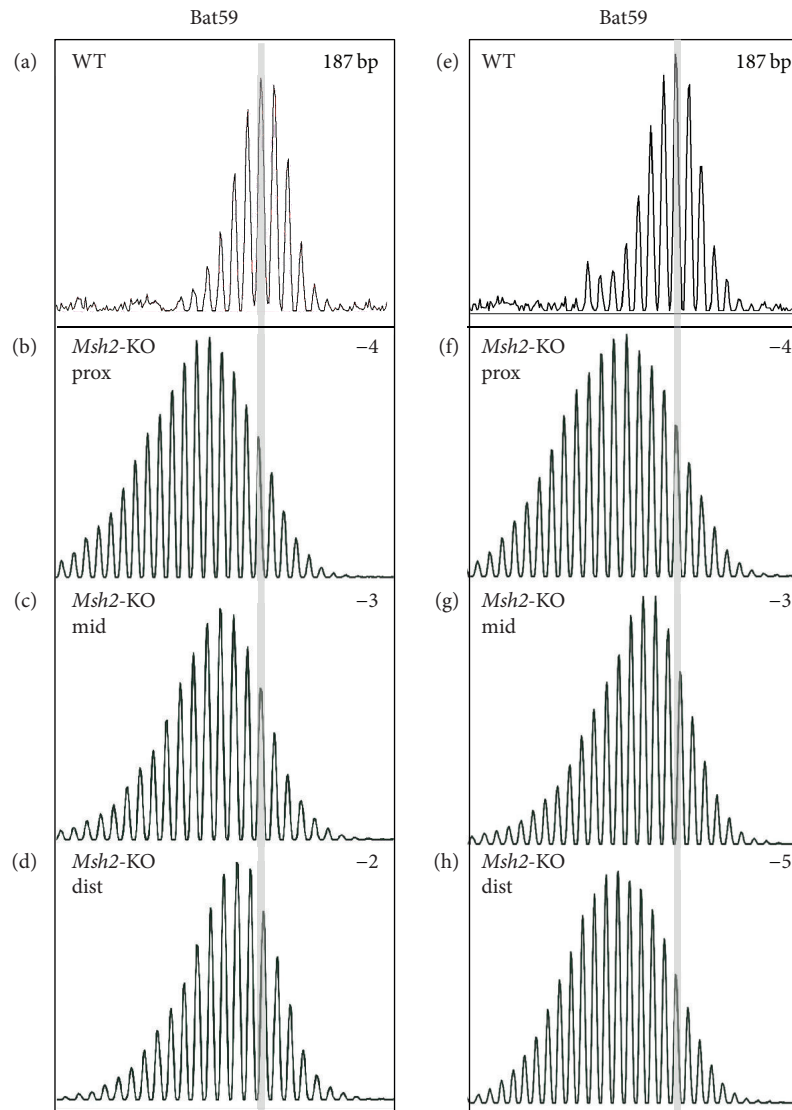 Bat59
(a) WT 187 bp
(b) Msh2-KO −4
prox
(c) Msh2-KO −3
mid
(d) Msh2-KO −2
dist
Bat59
(e) WT 187 bp
(f) Msh2-KO −4
prox
(g) Msh2-KO −3
mid
(h) Msh2-KO −5
dist